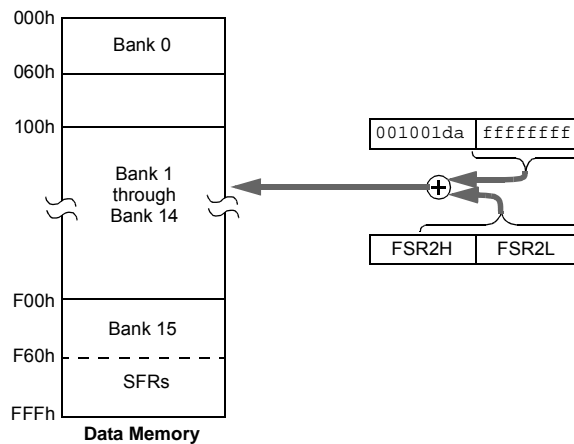 000h
Bank 0
060h
100h
001001da ffffffff
Bank 1
through
Bank 14
FSR2H FSR2L
F00h
Bank 15
F60h
SFRs
FFFh
Data Memory